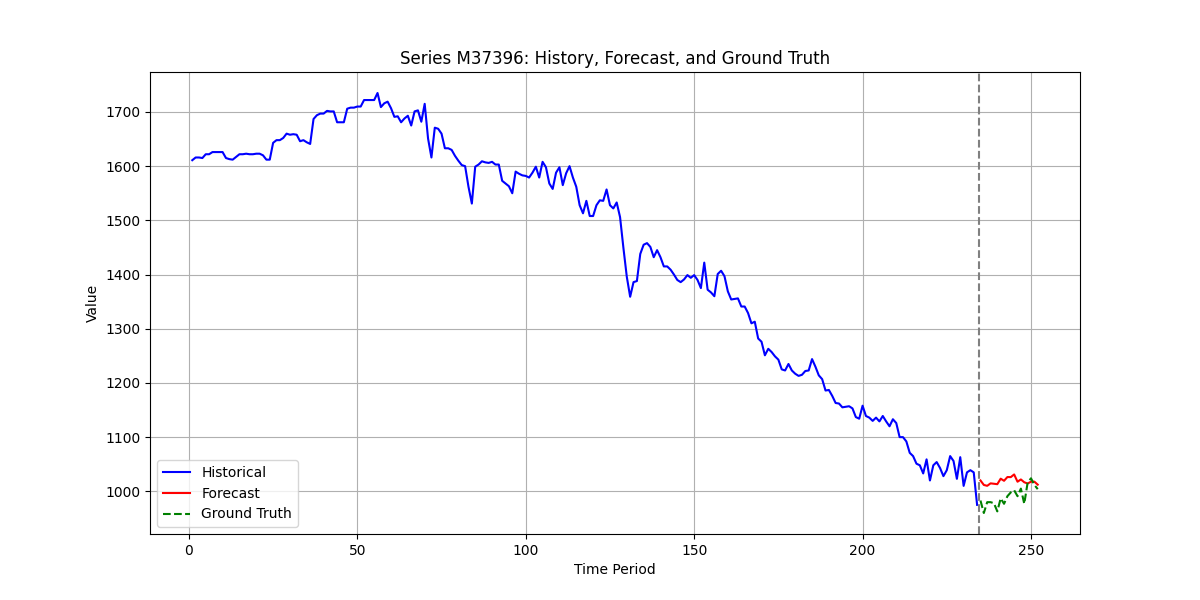 Series M37396: History, Forecast, and Ground Truth
Value
1700
1600
1500
1400
1300
1200
1100
1000
Historical
Forecast
Ground Truth
0 50 100 150 200 250
Time Period